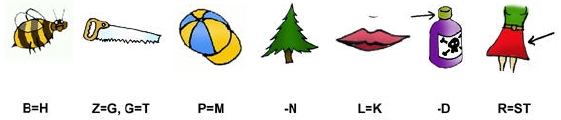 B=H Z=G, G=T P=M -N L=K -D R=ST